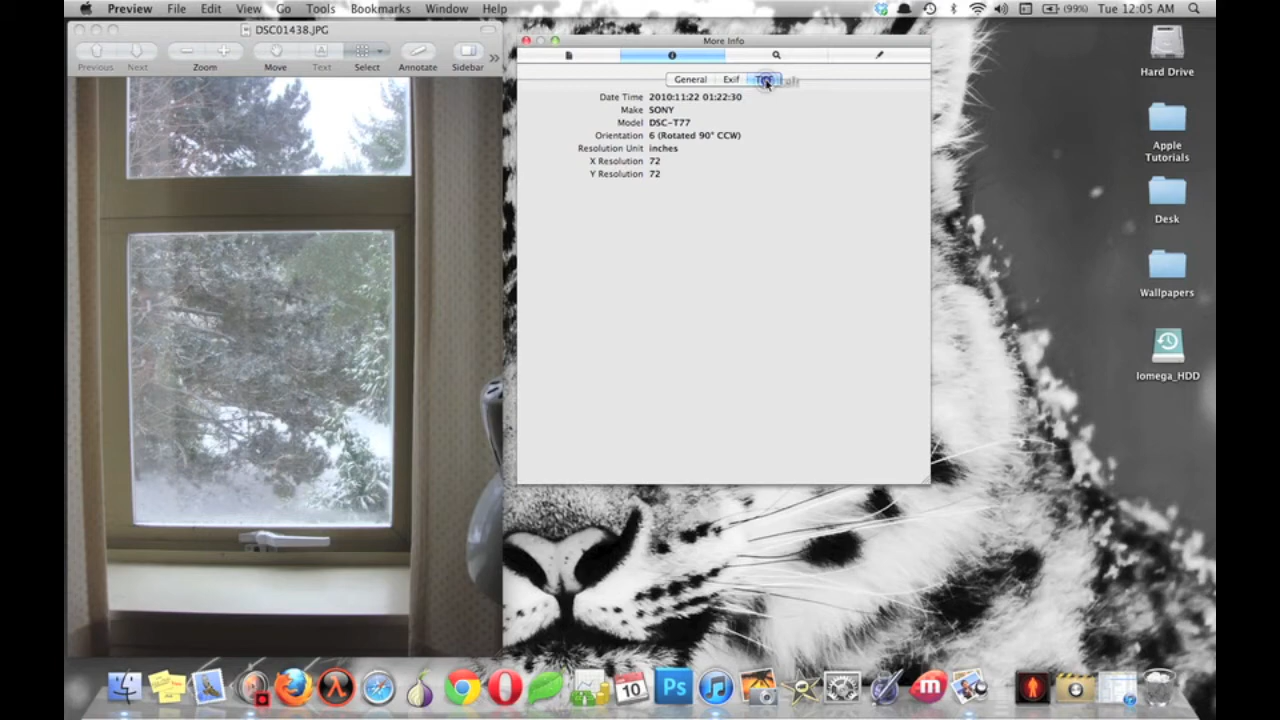 Preview File Edit View Go Tools Bookmarks Window Help (99%) Tue 12:05 AM
DSC01438.JPG
Previous Next Zoom Move Text Select Annotate Sidebar
More Info
General Exif
Date Time 2010:11:22 01:22:30
Make SONY
Model DSC-T77
Orientation 6 (Rotated 90° CCW)
Resolution Unit inches
X Resolution 72
Y Resolution 72
Hard Drive
Apple
Tutorials
Desk
Wallpapers
Iomega_HDD
10
Ps
m